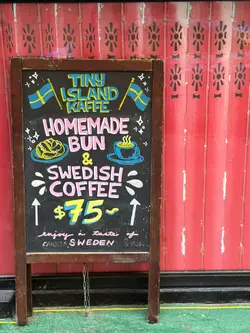 TINY
ISLAND
KAFFE
HOMEMADE
BUN
&
SWEDISH
COFFEE
$75~
enjoy a taste of
SWEDEN